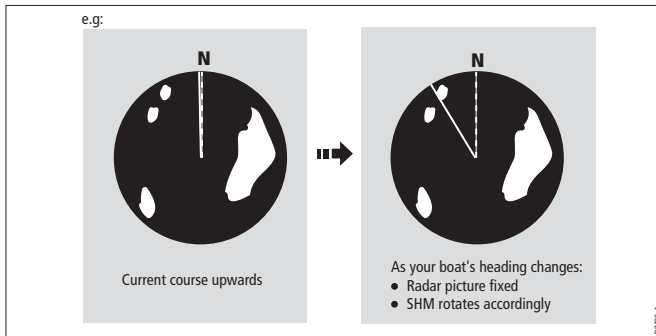 e.g:
N
Current course upwards
N
As your boat's heading changes:
● Radar picture fixed
● SHM rotates accordingly